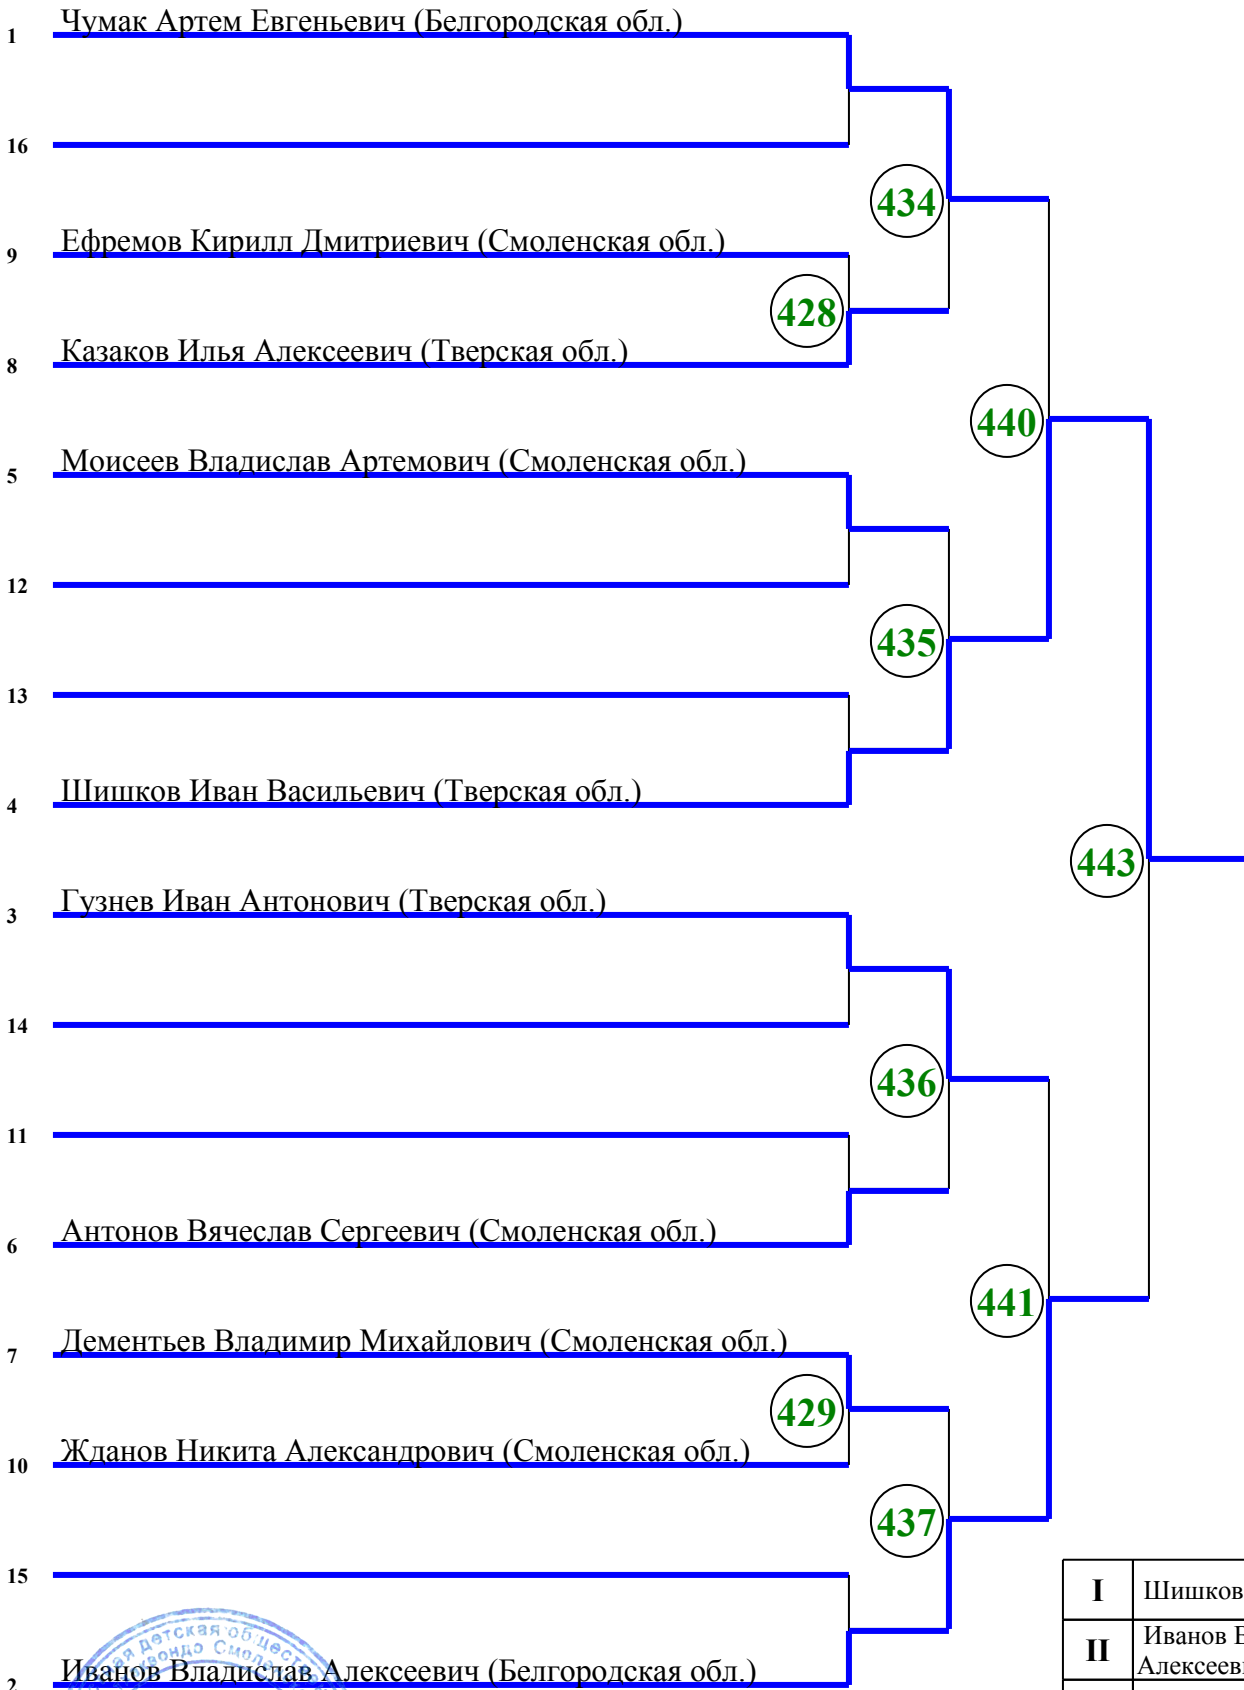 1 Чумак Артем Евгеньевич (Белгородская обл.)
16
434
9 Ефремов Кирилл Дмитриевич (Смоленская обл.)
428
8 Казаков Илья Алексеевич (Тверская обл.)
440
5 Моисеев Владислав Артемович (Смоленская обл.)
12
435
13
4 Шишков Иван Васильевич (Тверская обл.)
443
3 Гузнев Иван Антонович (Тверская обл.)
14
436
11
6 Антонов Вячеслав Сергеевич (Смоленская обл.)
441
7 Дементьев Владимир Михайлович (Смоленская обл.)
429
10 Жданов Никита Александрович (Смоленская обл.)
437
15
I Шишков
II Иванов
Алексеев
детская
2 Иванов Владислав Алексеевич (Белгородская обл.)